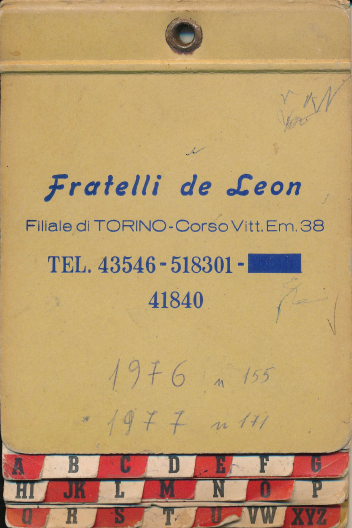 Fratelli de Leon
Filiale di TORINO - Corso Vitt. Em. 38
TEL. 43546 - 518301 -
41840
1976 n 155
1977 n 171
A B C D E F G
HI JK L M N O P
Q R S T U VW XYZ